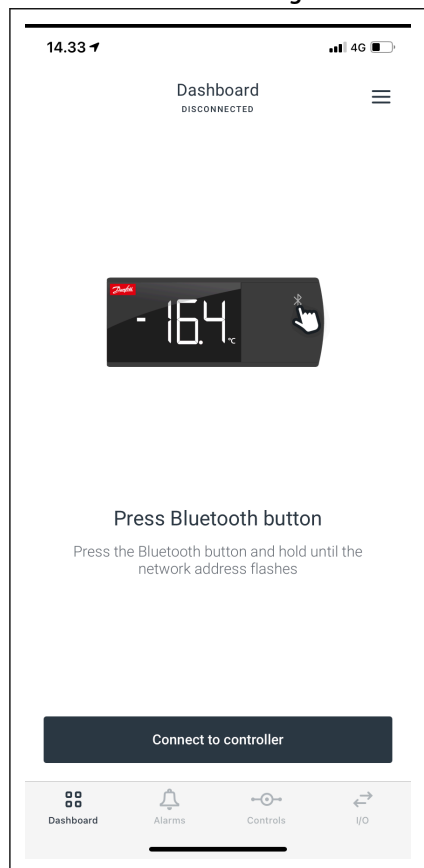 14.33
4G
Dashboard
DISCONNECTED
Danfoss
-16.4 °C
Press Bluetooth button
Press the Bluetooth button and hold until the
network address flashes
Connect to controller
Dashboard
Alarms
Controls
I/O